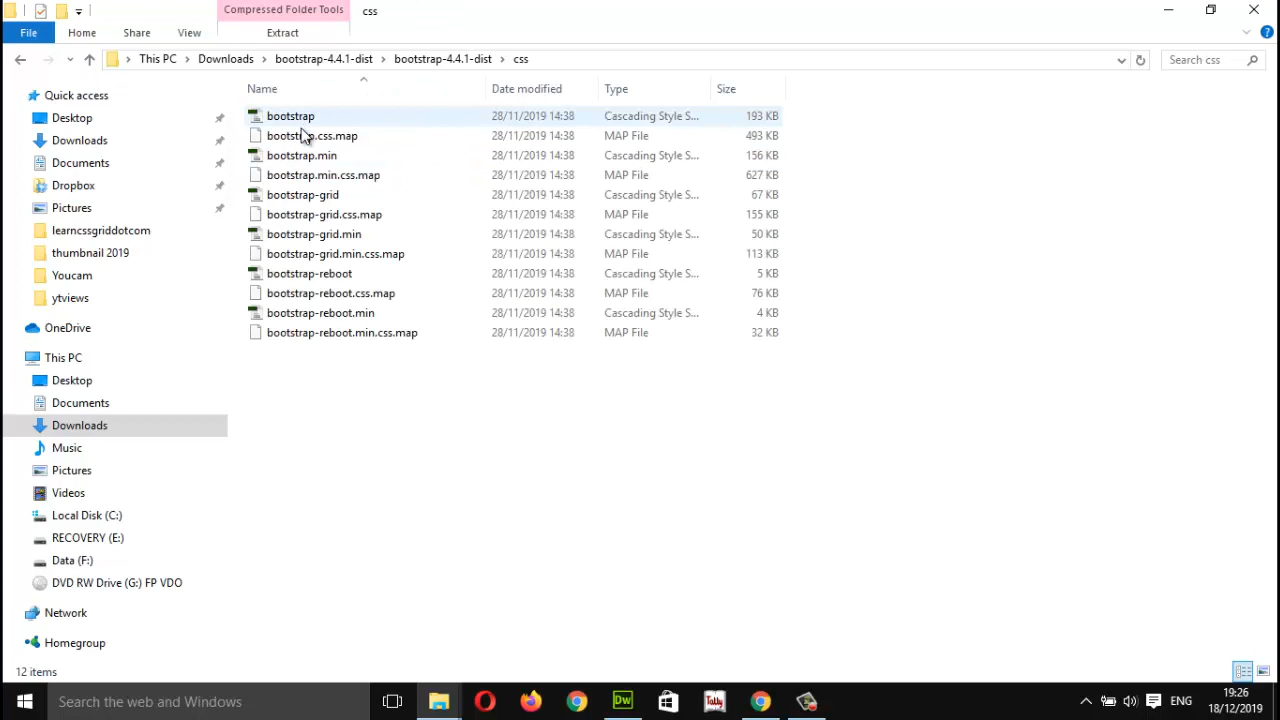 Compressed Folder Tools
css
File
Home
Share
View
Extract
This PC
Downloads
bootstrap-4.4.1-dist
bootstrap-4.4.1-dist
css
Search css
Name
Date modified
Type
Size
Quick access
Desktop
Downloads
Documents
Dropbox
Pictures
learncssgriddotcom
thumbnail 2019
Youcam
ytviews
OneDrive
This PC
Desktop
Documents
Downloads
Music
Pictures
Videos
Local Disk (C:)
RECOVERY (E:)
Data (F:)
DVD RW Drive (G:) FP VDO
Network
Homegroup
bootstrap 28/11/2019 14:38 Cascading Style S... 193 KB
bootstrap.css.map 28/11/2019 14:38 MAP File 493 KB
bootstrap.min 28/11/2019 14:38 Cascading Style S... 156 KB
bootstrap.min.css.map 28/11/2019 14:38 MAP File 627 KB
bootstrap-grid 28/11/2019 14:38 Cascading Style S... 67 KB
bootstrap-grid.css.map 28/11/2019 14:38 MAP File 155 KB
bootstrap-grid.min 28/11/2019 14:38 Cascading Style S... 50 KB
bootstrap-grid.min.css.map 28/11/2019 14:38 MAP File 113 KB
bootstrap-reboot 28/11/2019 14:38 Cascading Style S... 5 KB
bootstrap-reboot.css.map 28/11/2019 14:38 MAP File 76 KB
bootstrap-reboot.min 28/11/2019 14:38 Cascading Style S... 4 KB
bootstrap-reboot.min.css.map 28/11/2019 14:38 MAP File 32 KB
12 items
Search the web and Windows
Dw
Tally
ENG
19:26
18/12/2019